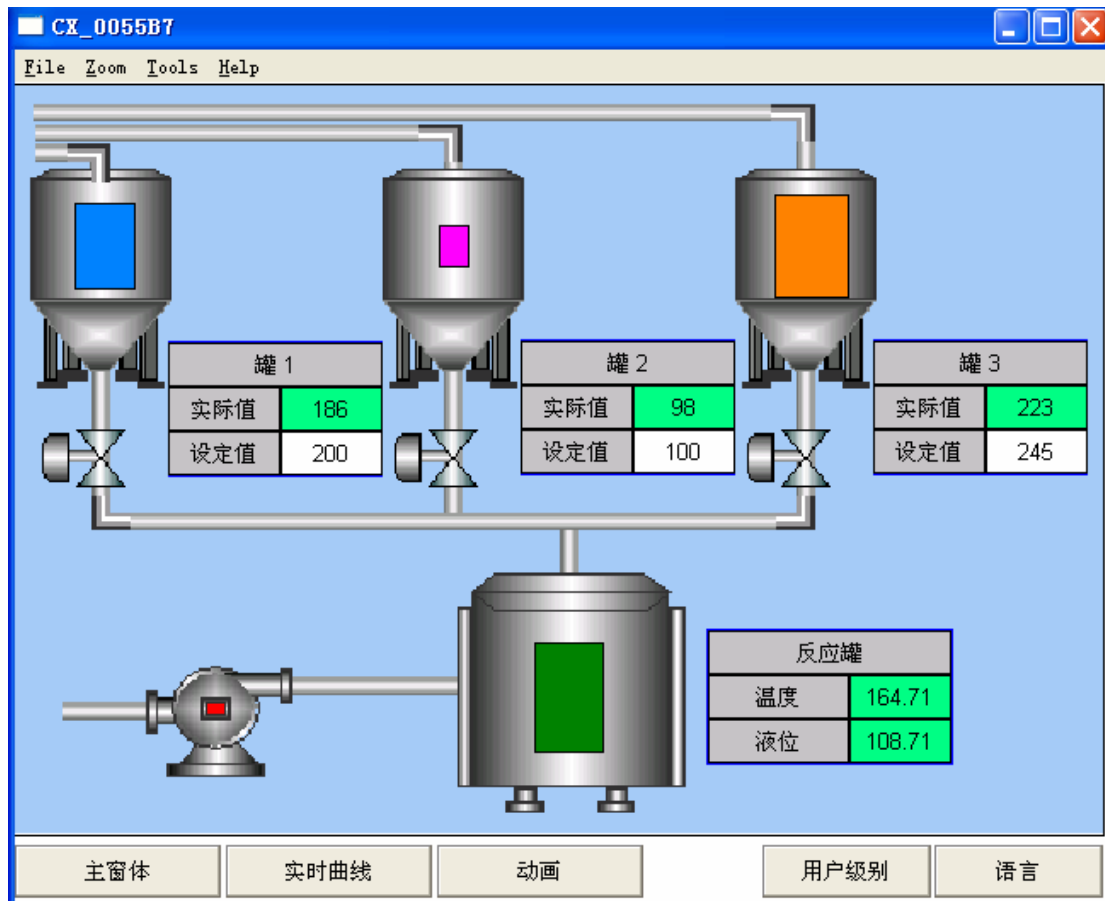 CX_0055B7
File Zoom Tools Help
罐 1
实际值 186
设定值 200
罐 2
实际值 98
设定值 100
罐 3
实际值 223
设定值 245
反应罐
温度 164.71
液位 108.71
主窗体 实时曲线 动画 用户级别 语言